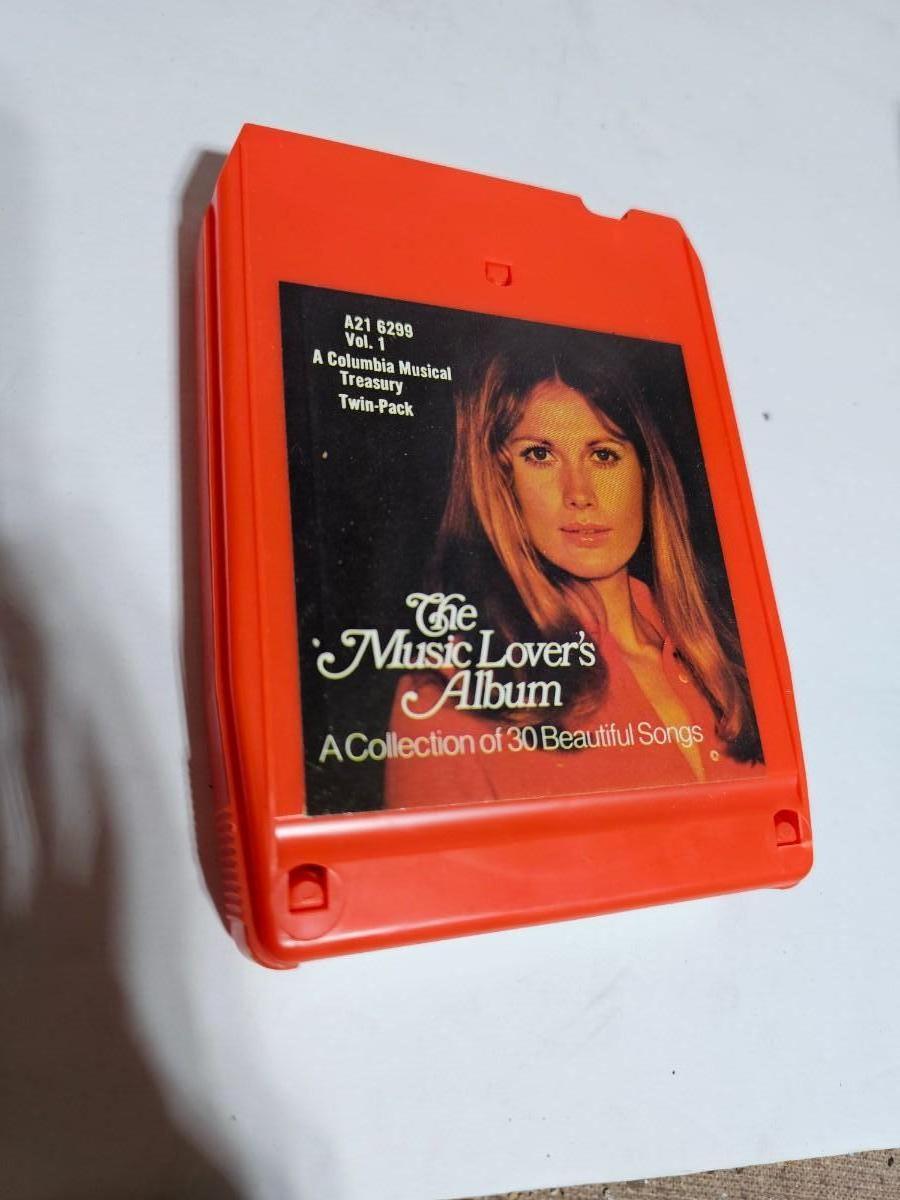 A21 6299
Vol. 1
A Columbia Musical
Treasury
Twin-Pack
The
Music Lover's
Album
A Collection of 30 Beautiful Songs